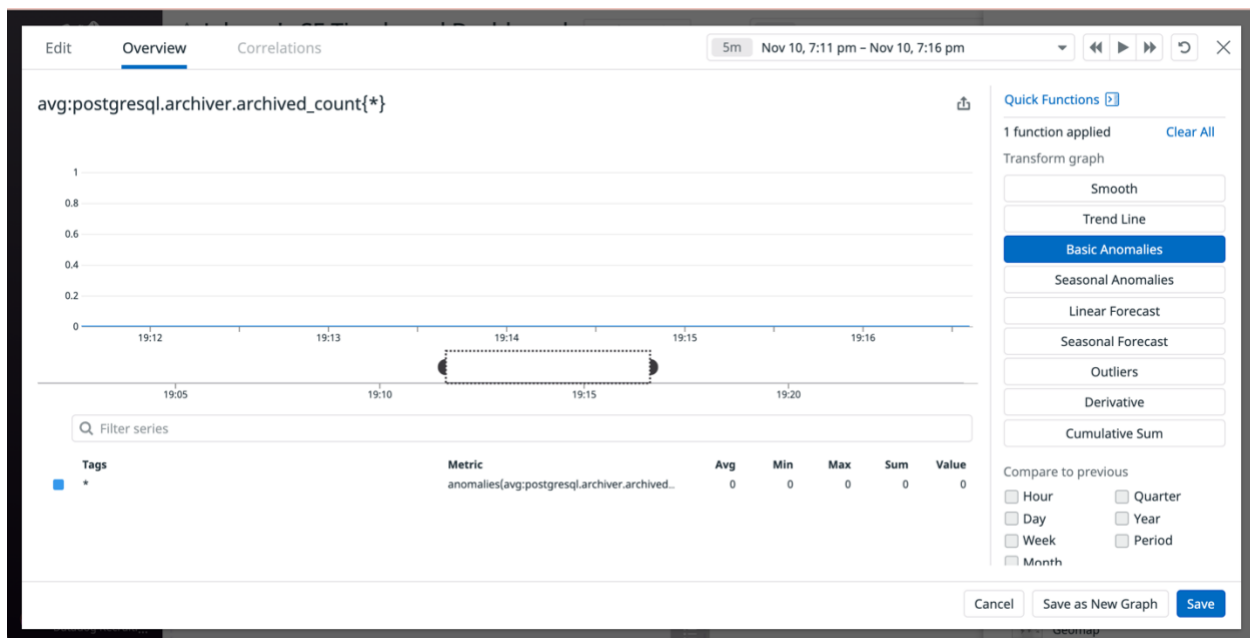 Edit Overview Correlations 5m Nov 10, 7:11 pm – Nov 10, 7:16 pm
avg:postgresql.archiver.archived_count{*}
1
0.8
0.6
0.4
0.2
0
19:12 19:13 19:14 19:15 19:16
19:05 19:10 19:15 19:20
Filter series
Tags Metric Avg Min Max Sum Value
* anomalies(avg:postgresql.archiver.archived... 0 0 0 0 0
Quick Functions
1 function applied Clear All
Transform graph
Smooth
Trend Line
Basic Anomalies
Seasonal Anomalies
Linear Forecast
Seasonal Forecast
Outliers
Derivative
Cumulative Sum
Compare to previous
Hour Quarter
Day Year
Week Period
Month
Cancel Save as New Graph Save
Geomap